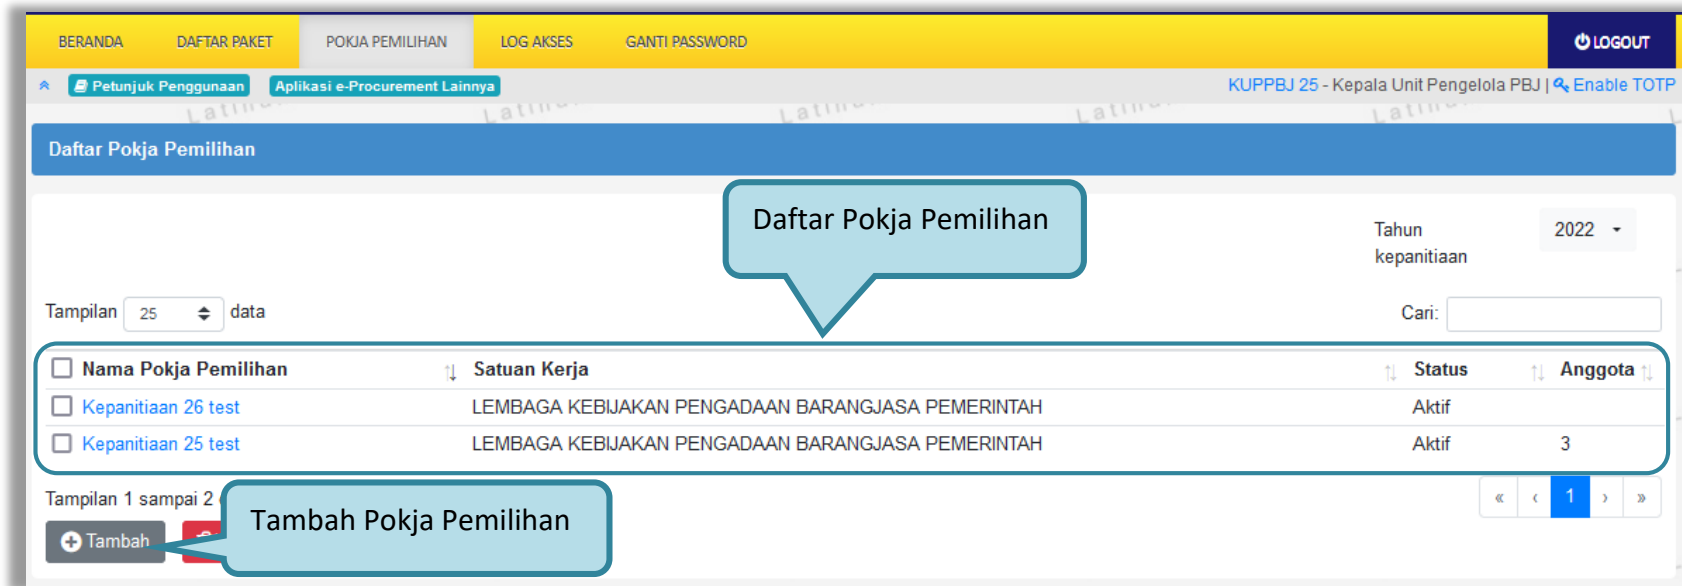 BERANDA DAFTAR PAKET POKJA PEMILIHAN LOG AKSES GANTI PASSWORD LOGOUT
Petunjuk Penggunaan Aplikasi e-Procurement Lainnya KUPPBJ 25 - Kepala Unit Pengelola PBJ | Enable TOTP
Daftar Pokja Pemilihan
Daftar Pokja Pemilihan
Tahun kepanitiaan 2022
Tampilan 25 data Cari:
Nama Pokja Pemilihan Satuan Kerja Status Anggota
Kepanitiaan 26 test LEMBAGA KEBIJAKAN PENGADAAN BARANGJASA PEMERINTAH Aktif
Kepanitiaan 25 test LEMBAGA KEBIJAKAN PENGADAAN BARANGJASA PEMERINTAH Aktif 3
Tampilan 1 sampai 2 « ‹ 1 › »
Tambah Pokja Pemilihan
Tambah